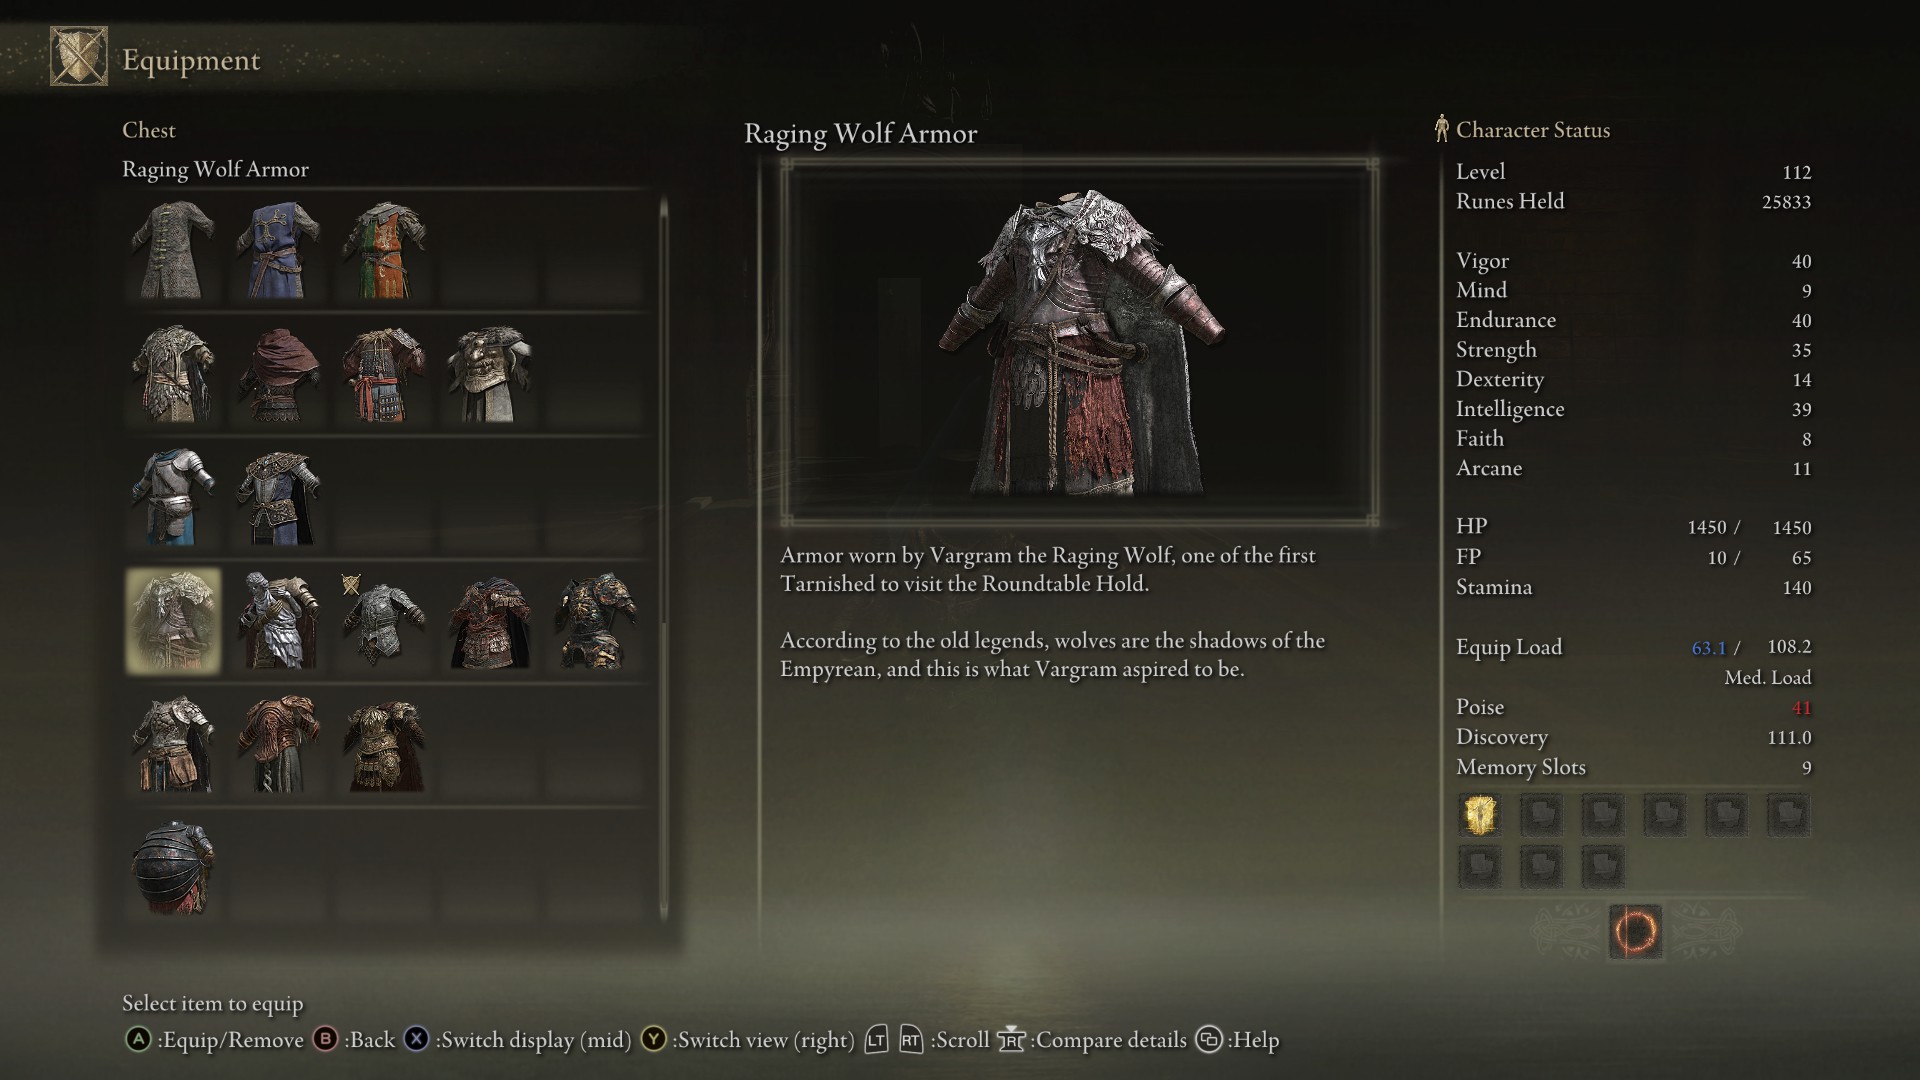 Equipment
Chest
Raging Wolf Armor
Raging Wolf Armor
Armor worn by Vargram the Raging Wolf, one of the first
Tarnished to visit the Roundtable Hold.
According to the old legends, wolves are the shadows of the
Empyrean, and this is what Vargram aspired to be.
Character Status
Level 112
Runes Held 25833
Vigor 40
Mind 9
Endurance 40
Strength 35
Dexterity 14
Intelligence 39
Faith 8
Arcane 11
HP 1450 / 1450
FP 10 / 65
Stamina 140
Equip Load 63.1 / 108.2
Med. Load
Poise 41
Discovery 111.0
Memory Slots 9
Select item to equip
A :Equip/Remove B :Back X :Switch display (mid) Y :Switch view (right) LT RT :Scroll R :Compare details :Help